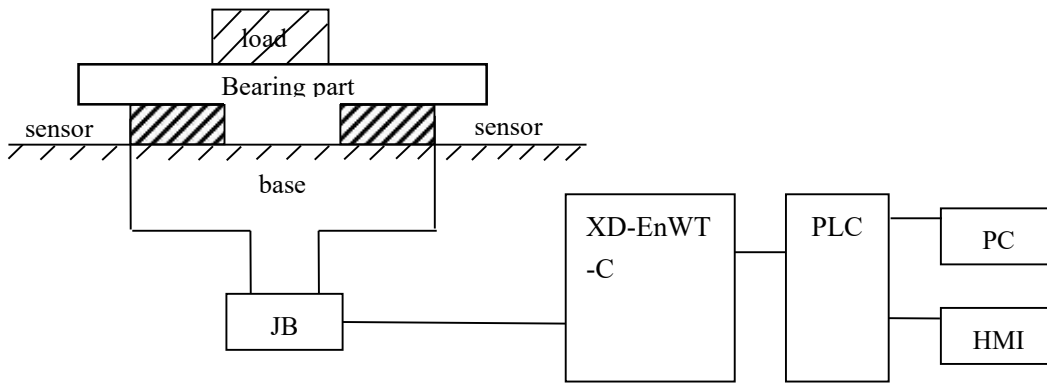 load
Bearing part
sensor
sensor
base
XD-EnWT
-C
PLC
PC
JB
HMI